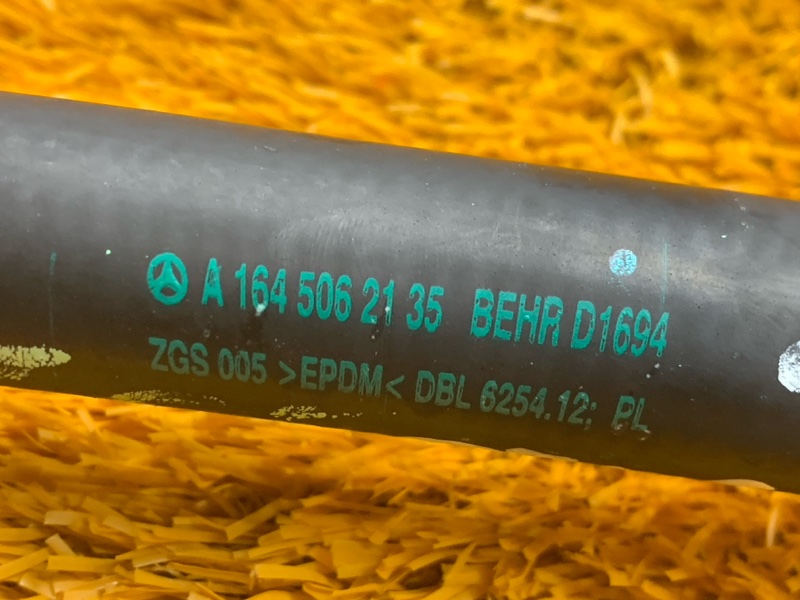 A 164 506 21 35 BEHR D1694
ZGS 005 >EPDM< DBL 6254.12; PL